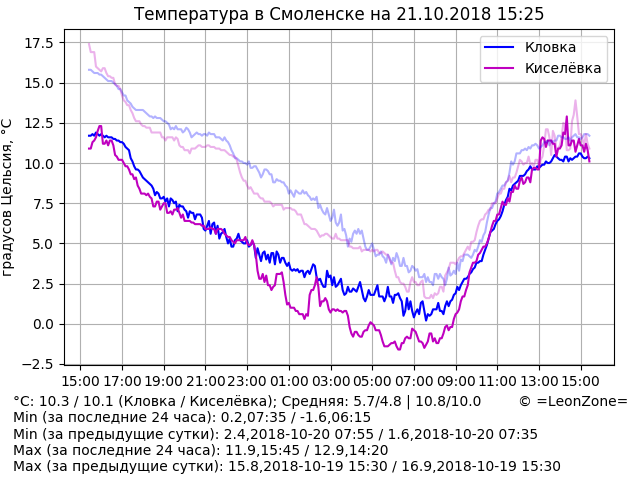 Температура в Смоленске на 21.10.2018 15:25
Кловка
Киселёвка
градусов Цельсия, °C
17.5
15.0
12.5
10.0
7.5
5.0
2.5
0.0
−2.5
15:00 17:00 19:00 21:00 23:00 01:00 03:00 05:00 07:00 09:00 11:00 13:00 15:00
°C: 10.3 / 10.1 (Кловка / Киселёвка); Средняя: 5.7/4.8 | 10.8/10.0 © =LeonZone=
Min (за последние 24 часа): 0.2,07:35 / -1.6,06:15
Min (за предыдущие сутки): 2.4,2018-10-20 07:55 / 1.6,2018-10-20 07:35
Max (за последние 24 часа): 11.9,15:45 / 12.9,14:20
Max (за предыдущие сутки): 15.8,2018-10-19 15:30 / 16.9,2018-10-19 15:30